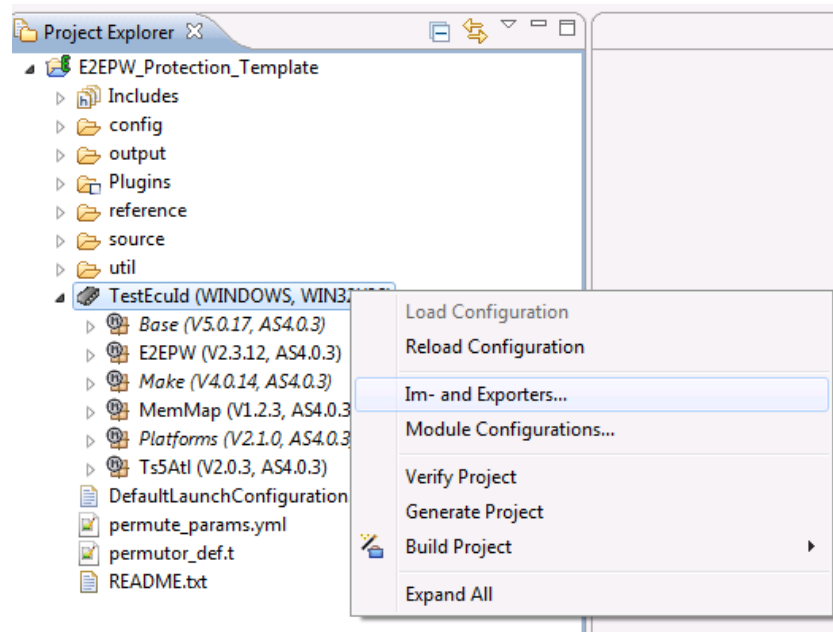 Project Explorer
E2EPW_Protection_Template
Includes
config
output
Plugins
reference
source
util
TestEcuId (WINDOWS,
Base (V5.0.17, AS4.0.3)
E2EPW (V2.3.12, AS4.0.3)
Make (V4.0.14, AS4.0.3)
MemMap (V1.2.3, AS4.0.3
Platforms (V2.1.0, AS4.0.3
Ts5Atl (V2.0.3, AS4.0.3)
DefaultLaunchConfiguration
permute_params.yml
permutor_def.t
README.txt
Load Configuration
Reload Configuration
Im- and Exporters...
Module Configurations...
Verify Project
Generate Project
Build Project
Expand All